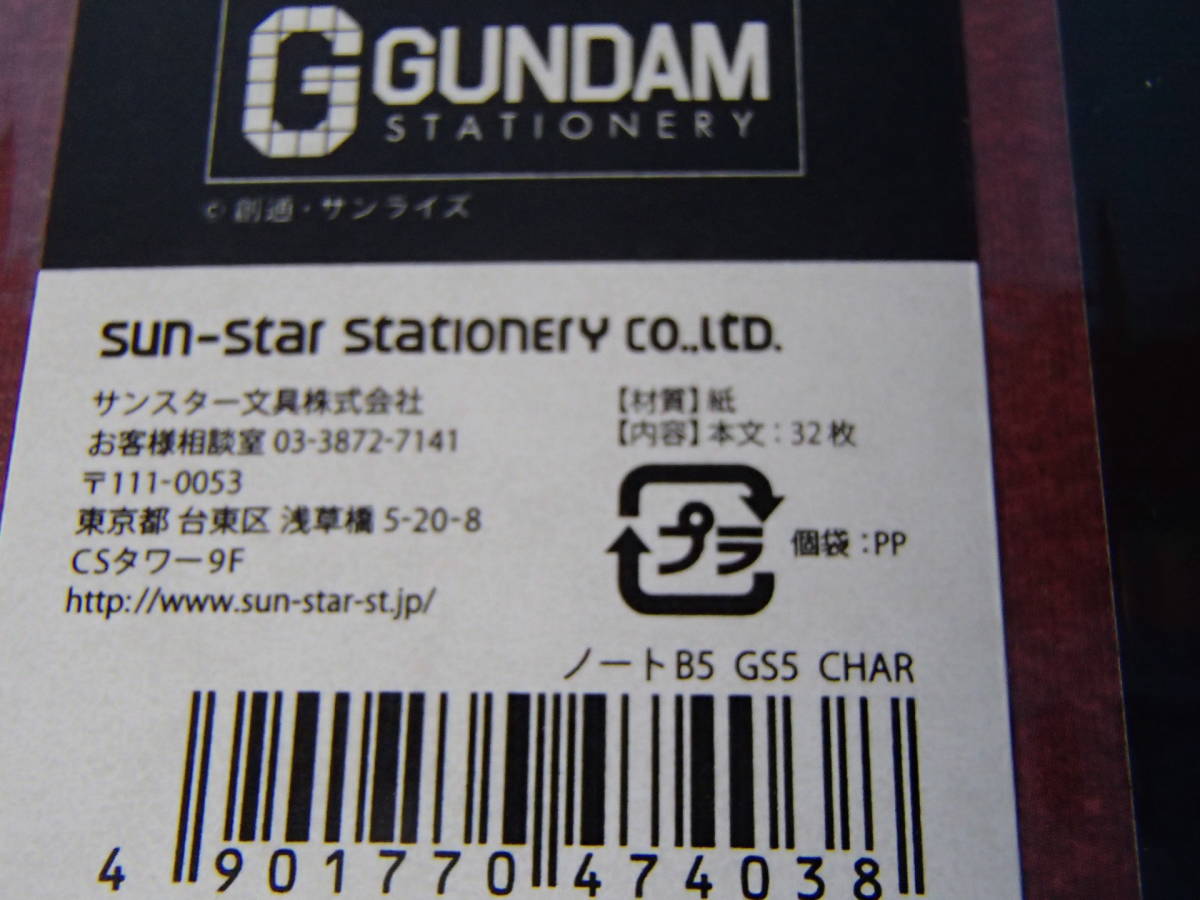 G GUNDAM
STATIONERY
© 創通・サンライズ
sun-star stationery co.,ltd.
サンスター文具株式会社
お客様相談室 03-3872-7141
〒111-0053
東京都 台東区 浅草橋 5-20-8
CSタワー9F
http://www.sun-star-st.jp/
【材質】紙
【内容】本文：32枚
プラ
個袋：PP
ノートB5 GS5 CHAR
4 901770 474038